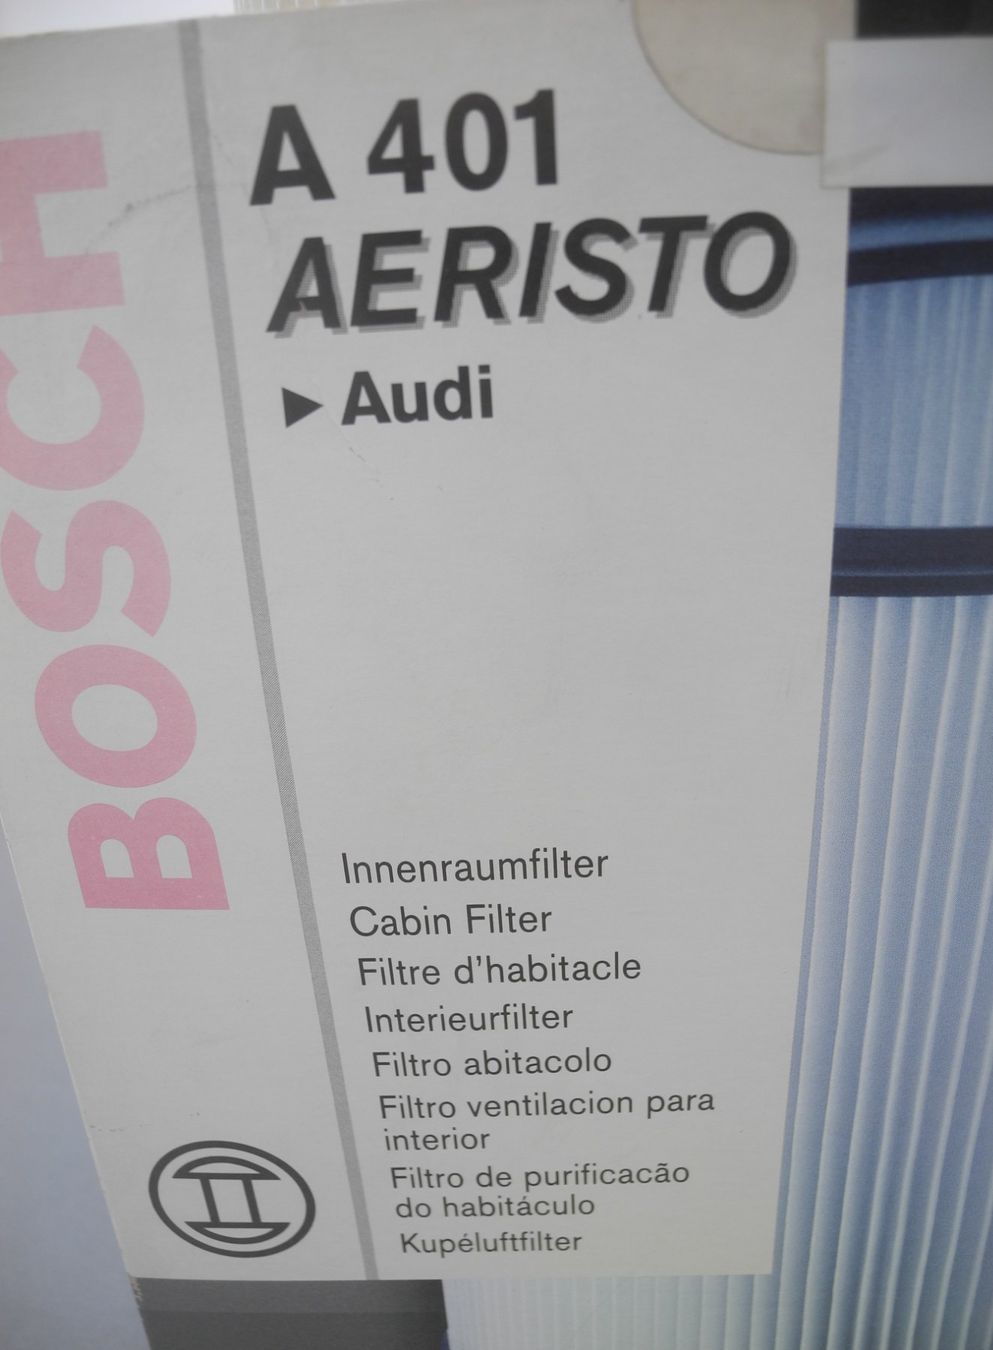 BOSCH
A 401
AERISTO
► Audi
Innenraumfilter
Cabin Filter
Filtre d'habitacle
Interieurfilter
Filtro abitacolo
Filtro ventilacion para
interior
Filtro de purificacão
do habitáculo
Kupéluftfilter